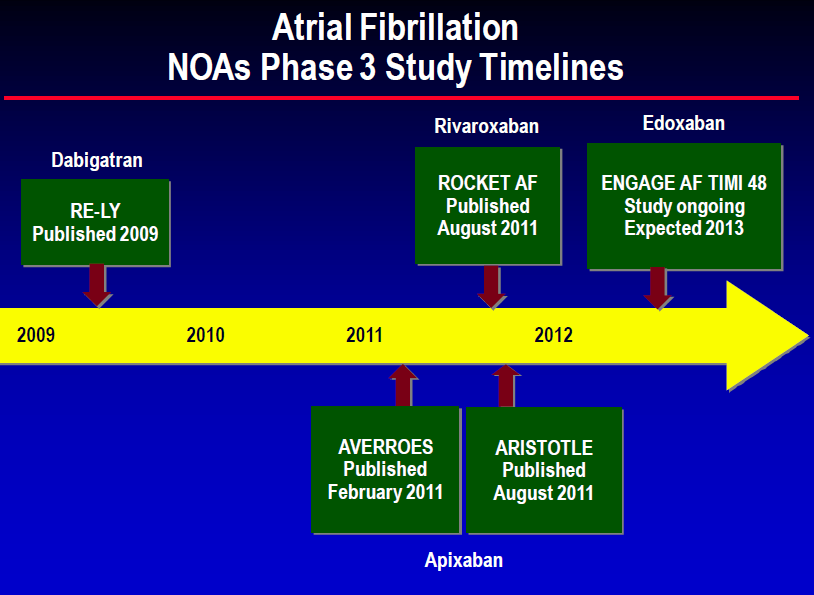 Atrial Fibrillation
NOAs Phase 3 Study Timelines
Dabigatran
RE-LY
Published 2009
Rivaroxaban
ROCKET AF
Published
August 2011
Edoxaban
ENGAGE AF TIMI 48
Study ongoing
Expected 2013
2009 2010 2011 2012
AVERROES
Published
February 2011
ARISTOTLE
Published
August 2011
Apixaban